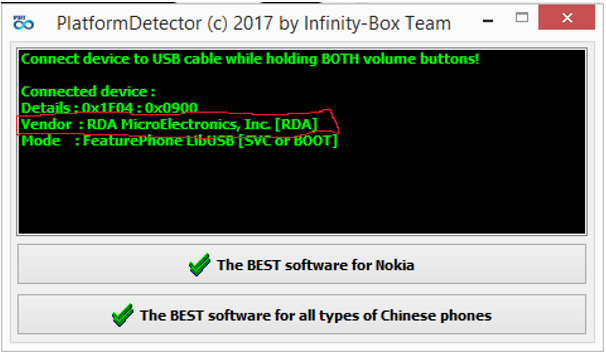 PDT
PlatformDetector (c) 2017 by Infinity-Box Team
Connect device to USB cable while holding BOTH volume buttons!
Connected device :
Details : 0x1E04 : 0x0900
Vendor : RDA MicroElectronics, Inc. [RDA]
Mode : FeaturePhone LibUSB [SVC or BOOT]
The BEST software for Nokia
The BEST software for all types of Chinese phones